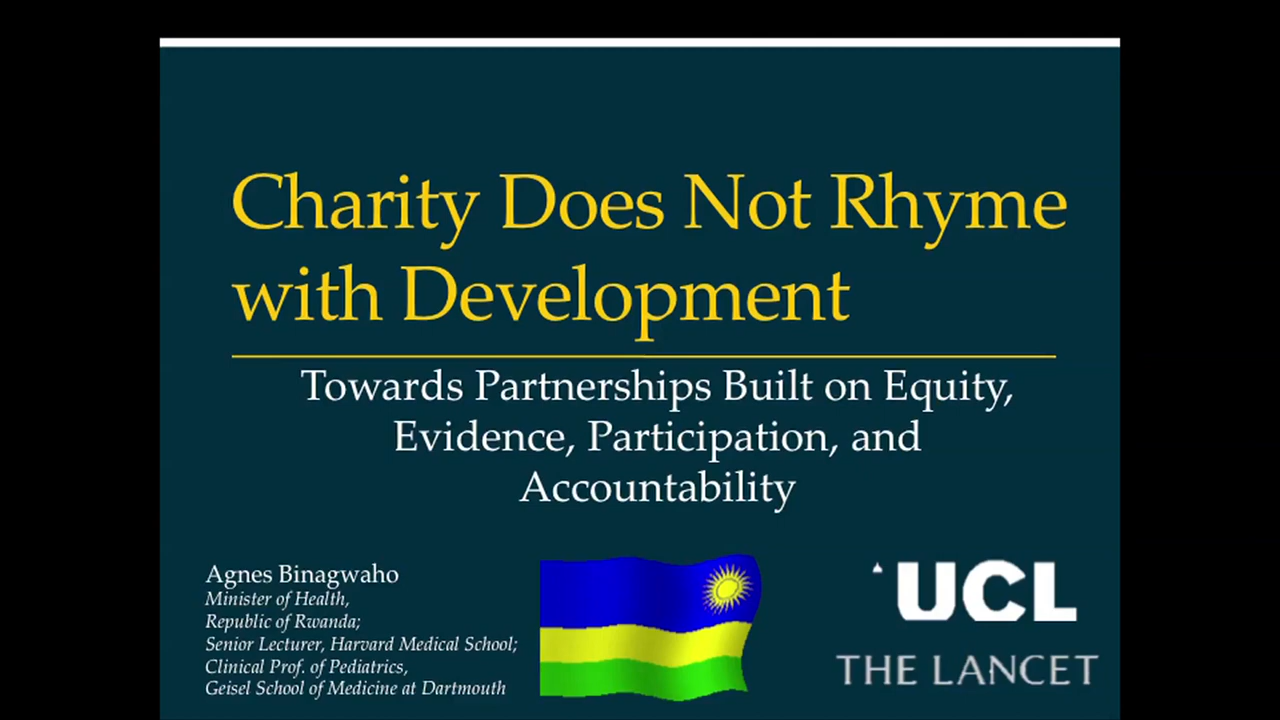 Charity Does Not Rhyme
with Development
Towards Partnerships Built on Equity,
Evidence, Participation, and
Accountability
Agnes Binagwaho
Minister of Health,
Republic of Rwanda;
Senior Lecturer, Harvard Medical School;
Clinical Prof. of Pediatrics,
Geisel School of Medicine at Dartmouth
UCL
THE LANCET